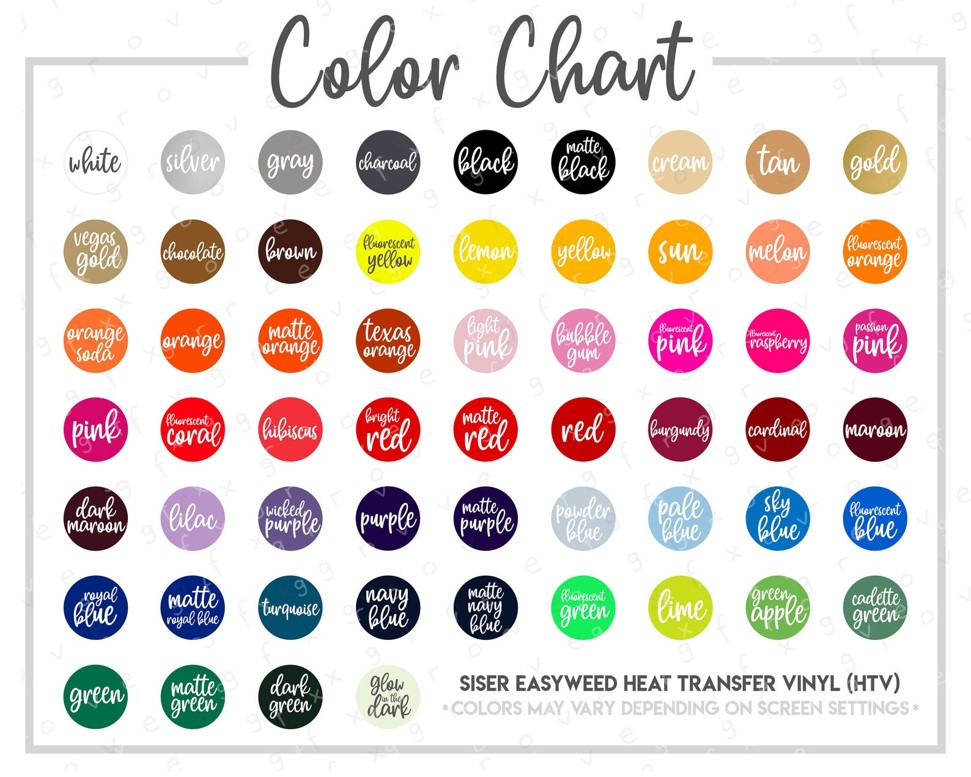 Color Chart
white
silver
gray
charcoal
black
matte
black
cream
tan
gold
vegas
gold
chocolate
brown
fluorescent
yellow
lemon
yellow
sun
melon
fluorescent
orange
orange
soda
orange
matte
orange
texas
orange
light
pink
bubble
gum
fluorescent
pink
fluorescent
raspberry
passion
pink
pink
fluorescent
coral
hibiscus
bright
red
matte
red
red
burgundy
cardinal
maroon
dark
maroon
lilac
wicked
purple
purple
matte
purple
powder
blue
pale
blue
sky
blue
fluorescent
blue
royal
blue
matte
royal blue
turquoise
navy
blue
matte
navy
blue
fluorescent
green
lime
green
apple
cadette
green
green
matte
green
dark
green
glow
in the
dark
SISER EASYWEED HEAT TRANSFER VINYL (HTV)
*COLORS MAY VARY DEPENDING ON SCREEN SETTINGS*